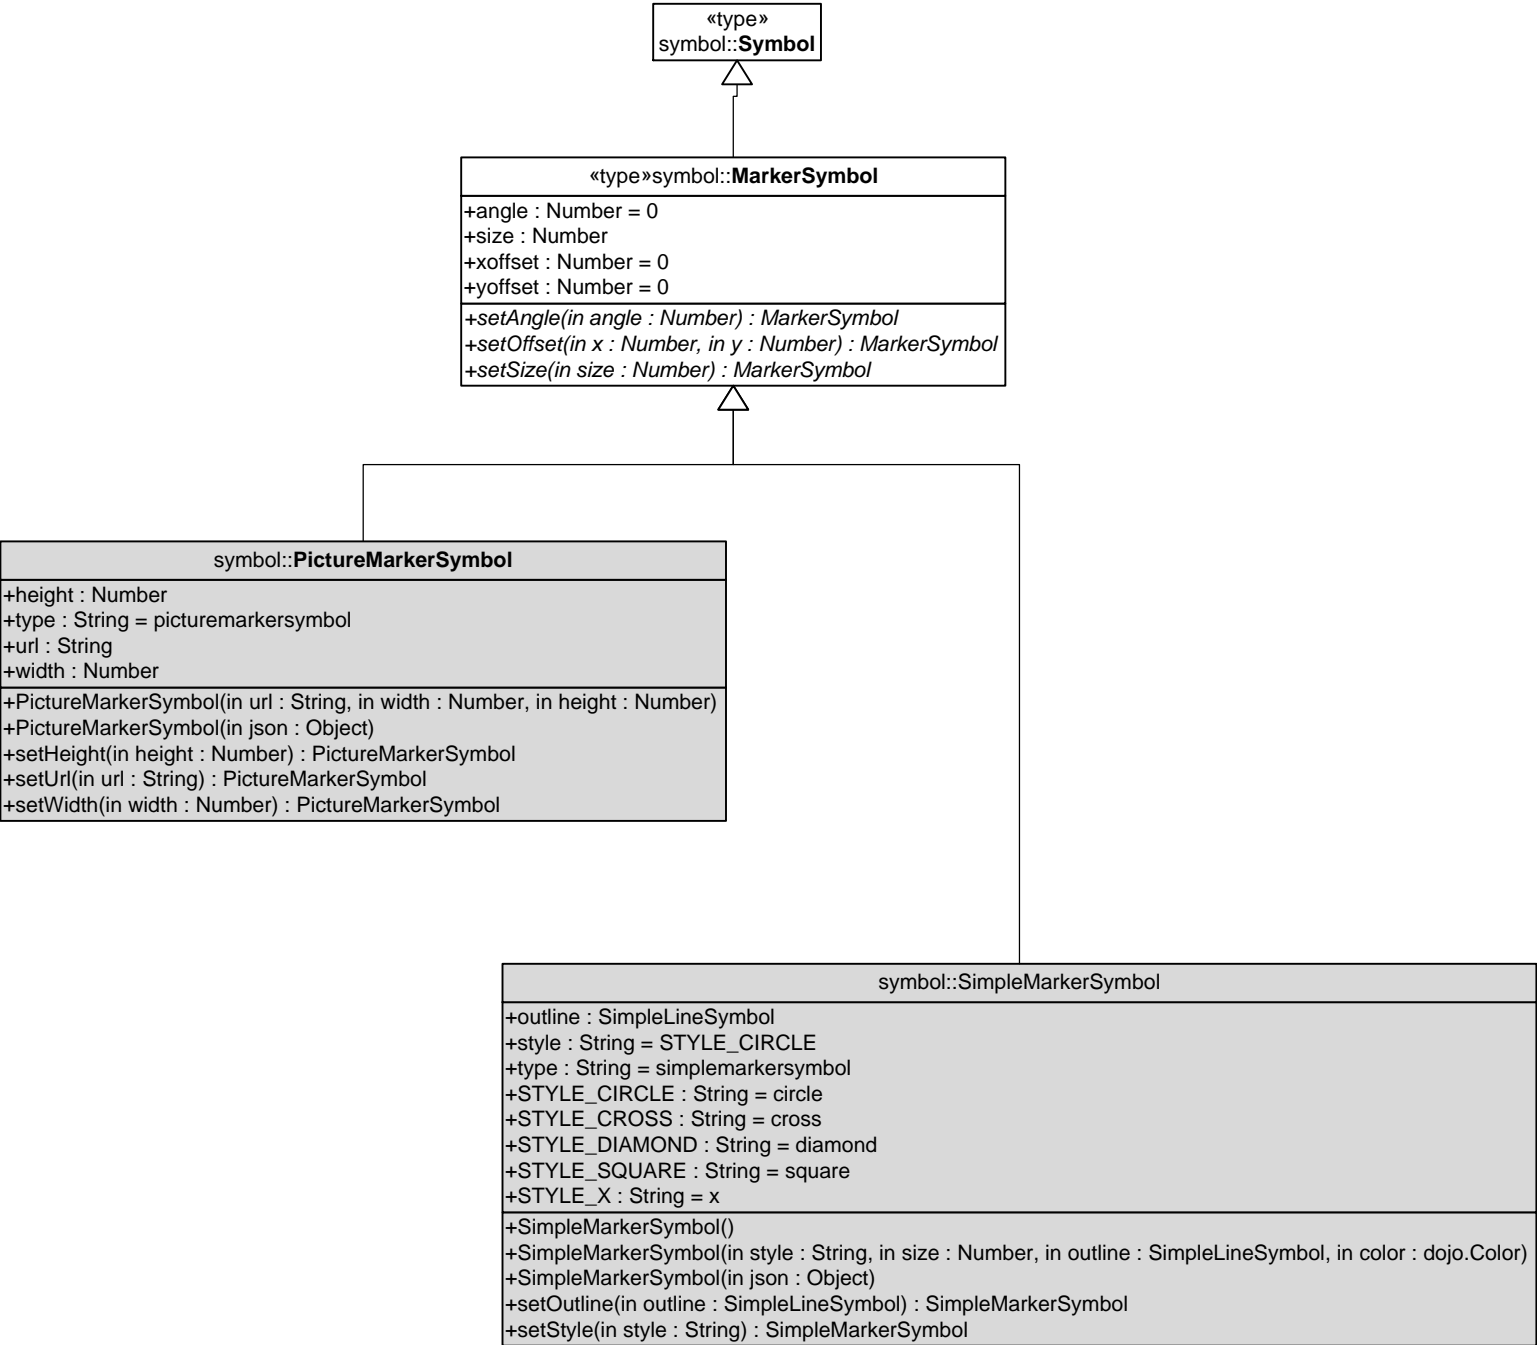 «type»
symbol::Symbol
«type»symbol::MarkerSymbol
+angle : Number = 0
+size : Number
+xoffset : Number = 0
+yoffset : Number = 0
+setAngle(in angle : Number) : MarkerSymbol
+setOffset(in x : Number, in y : Number) : MarkerSymbol
+setSize(in size : Number) : MarkerSymbol
symbol::PictureMarkerSymbol
+height : Number
+type : String = picturemarkersymbol
+url : String
+width : Number
+PictureMarkerSymbol(in url : String, in width : Number, in height : Number)
+PictureMarkerSymbol(in json : Object)
+setHeight(in height : Number) : PictureMarkerSymbol
+setUrl(in url : String) : PictureMarkerSymbol
+setWidth(in width : Number) : PictureMarkerSymbol
symbol::SimpleMarkerSymbol
+outline : SimpleLineSymbol
+style : String = STYLE_CIRCLE
+type : String = simplemarkersymbol
+STYLE_CIRCLE : String = circle
+STYLE_CROSS : String = cross
+STYLE_DIAMOND : String = diamond
+STYLE_SQUARE : String = square
+STYLE_X : String = x
+SimpleMarkerSymbol()
+SimpleMarkerSymbol(in style : String, in size : Number, in outline : SimpleLineSymbol, in color : dojo.Color)
+SimpleMarkerSymbol(in json : Object)
+setOutline(in outline : SimpleLineSymbol) : SimpleMarkerSymbol
+setStyle(in style : String) : SimpleMarkerSymbol